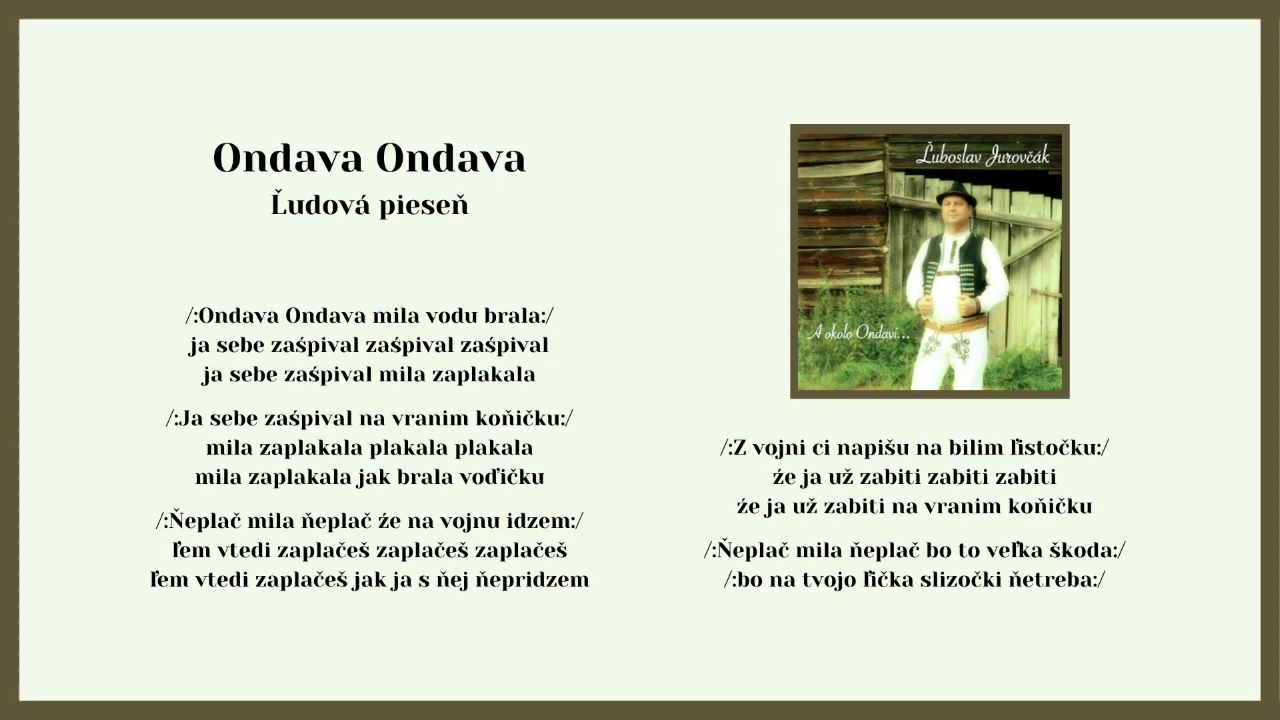 Ondava Ondava
Ľudová pieseň
/:Ondava Ondava mila vodu brala:/
ja sebe zaśpival zaśpival zaśpival
ja sebe zaśpival mila zaplakala
/:Ja sebe zaśpival na vranim koňičku:/
mila zaplakala plakala plakala
mila zaplakala jak brala voďičku
/:Ňeplač mila ňeplač źe na vojnu idzem:/
ľem vtedi zaplačeš zaplačeš zaplačeš
ľem vtedi zaplačeš jak ja s ňej ňepridzem
Ľuboslav Jurovčák
A okolo Ondavi...
/:Z vojni ci napišu na bilim ľistočku:/
źe ja už zabiti zabiti zabiti
źe ja už zabiti na vranim koňičku
/:Ňeplač mila ňeplač bo to veľka škoda:/
/:bo na tvojo ľička slizočki ňetreba:/